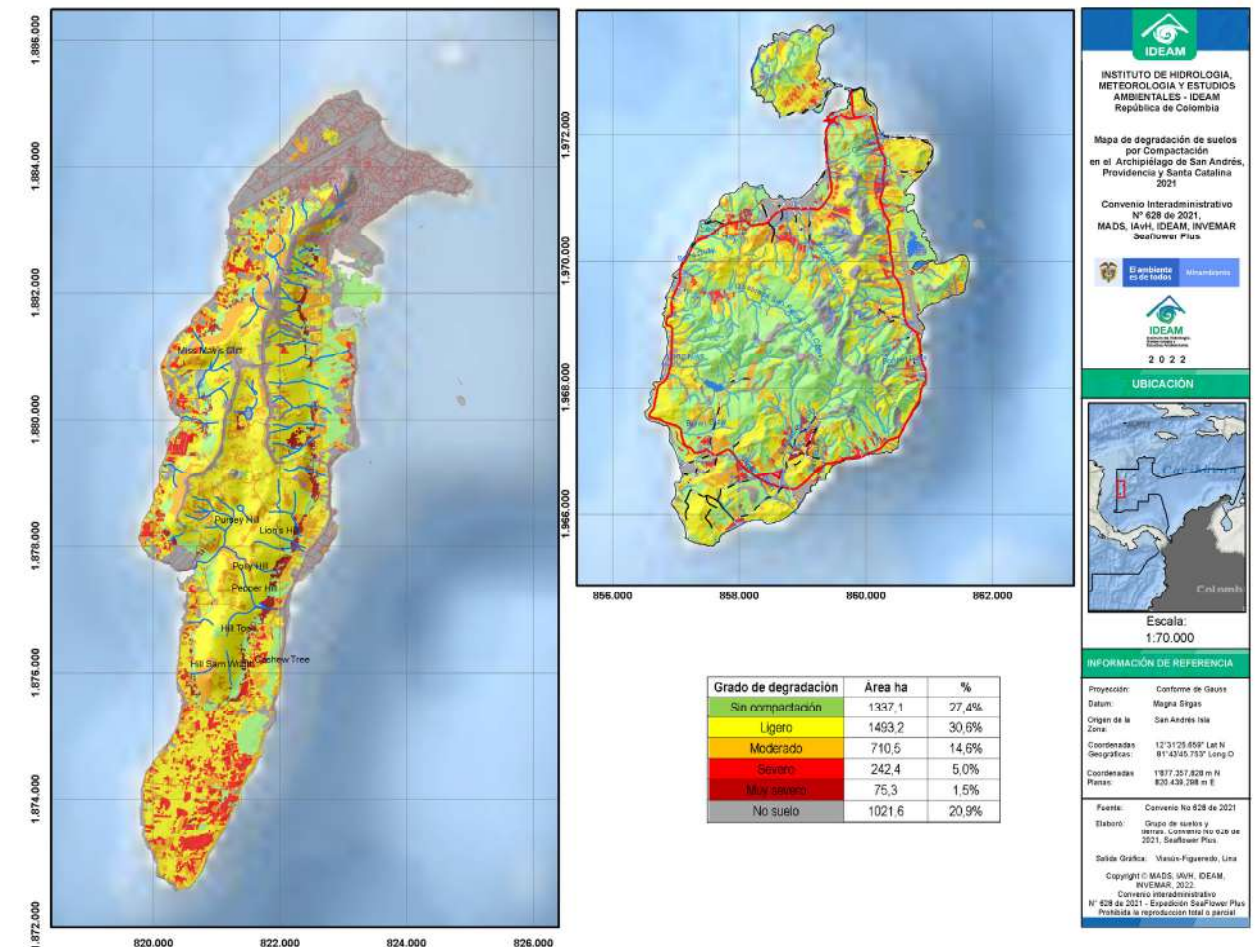 1.886.000
1.884.000
1.882.000
1.880.000
1.878.000
1.876.000
1.874.000
1.872.000
820.000
822.000
824.000
826.000
Miss Mary's
Pursey Hill
Lion's Hill
Polly Hill
Pepper Hill
Hill Top
Hill Sam
Cashew Tree
1.972.000
1.970.000
1.968.000
1.966.000
856.000
858.000
860.000
862.000
Grado de degradación Área ha %
Sin compactación 1337,1 27,4%
Ligero 1493,2 30,6%
Moderado 710,5 14,6%
Severo 242,4 5,0%
Muy severo 75,3 1,5%
No suelo 1021,6 20,9%
IDEAM
INSTITUTO DE HIDROLOGIA,
METEOROLOGIA Y ESTUDIOS
AMBIENTALES - IDEAM
República de Colombia
Mapa de degradación de suelos
por Compactación
en el Archipiélago de San Andrés,
Providencia y Santa Catalina
2021
Convenio Interadministrativo
N° 628 de 2021,
MADS, IAvH, IDEAM, INVEMAR
Seaflower Plus
El ambiente
es de todos
Minambiente
IDEAM
2 0 2 2
UBICACIÓN
Colomb
Escala:
1:70.000
INFORMACIÓN DE REFERENCIA
Proyección: Conforme de Gauss
Datum: Magna Sirgas
Origen de la San Andrés Isla
Zona:
Coordenadas 12°31'25.659" Lat N
Geográficas: 81°43'45.753" Long O
Coordenadas 1'877.357,828 m N
Planas: 820.439,298 m E
Fuente: Convenio No 628 de 2021
Elaboró: Grupo de suelos y
tierras. Convenio No 628 de
2021, Seaflower Plus.
Salida Gráfica: Viasús-Figueredo, Lina
Copyright © MADS, IAVH, IDEAM,
INVEMAR, 2022.
Convenio interadministrativo
N° 628 de 2021 - Expedición SeaFlower Plus
Prohibida la reproducción total o parcial